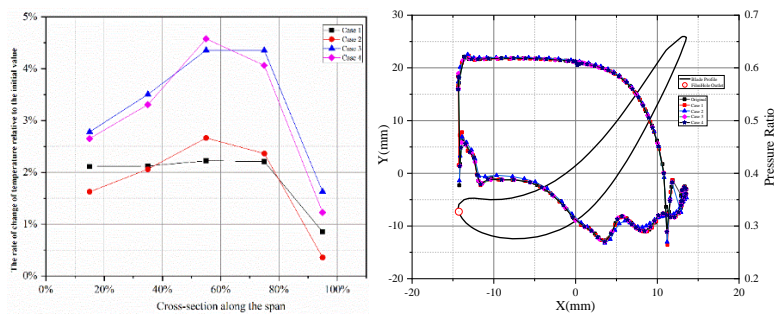 The rate of change of temperature relative to the initial value
5%
4%
3%
2%
1%
0%
0%
20%
40%
60%
80%
100%
Cross-section along the span
Case 1
Case 2
Case 3
Case 4
Y(mm)
30
20
10
0
-10
-20
-20
-10
0
10
20
X(mm)
0.7
0.6
0.5
0.4
0.3
0.2
Pressure Ratio
Blade Profile
FilmHole Outlet
Original
Case 1
Case 2
Case 3
Case 4